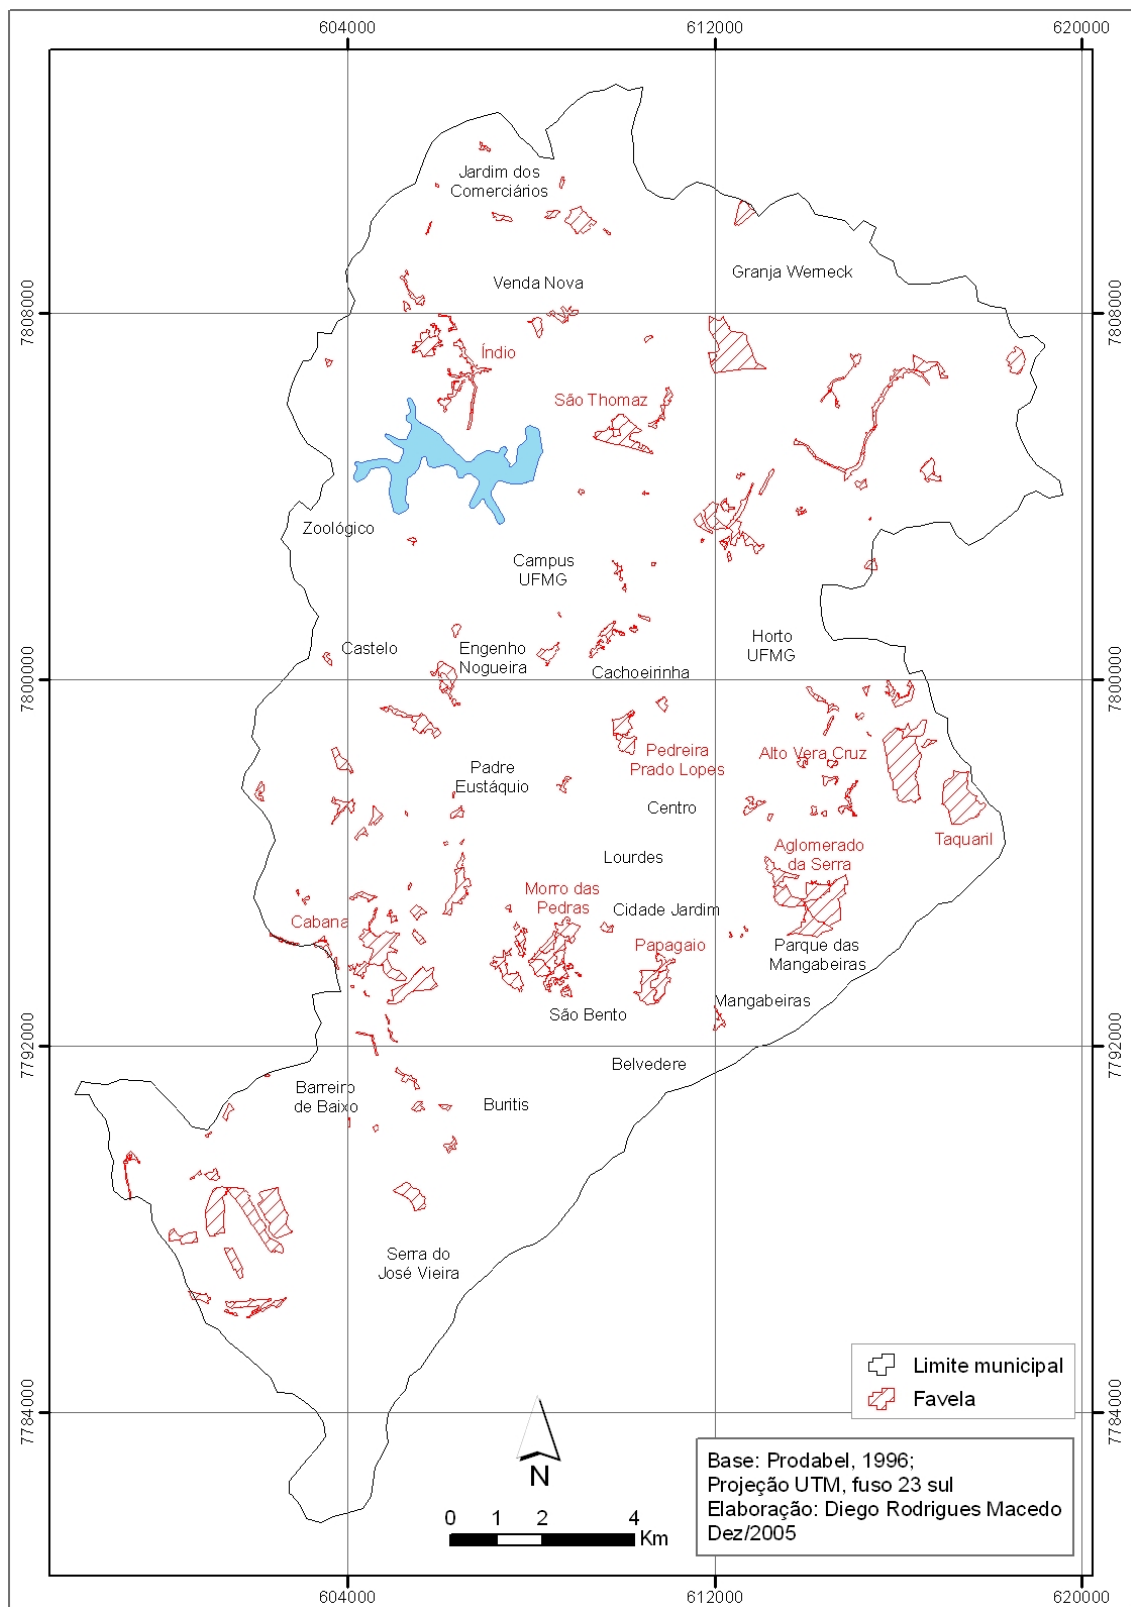 604000
612000
620000
Jardim dos
Comerciários
Venda Nova
Granja Werneck
7808000
7808000
Índio
São Thomaz
Zoológico
Campus
UFMG
Castelo
Engenho
Nogueira
Horto
UFMG
Cachoeirinha
7800000
7800000
Pedreira
Prado Lopes
Alto Vera Cruz
Padre
Eustáquio
Centro
Taquaril
Lourdes
Aglomerado
da Serra
Morro das
Pedras
Cidade Jardim
Cabana
Papagaio
Parque das
Mangabeiras
Mangabeiras
São Bento
7792000
7792000
Belvedere
Barreiro
de Baixo
Buritis
Serra do
José Vieira
Limite municipal
Favela
7784000
7784000
N
0 1 2 4
Km
Base: Prodabel, 1996;
Projeção UTM, fuso 23 sul
Elaboração: Diego Rodrigues Macedo
Dez/2005
604000
612000
620000